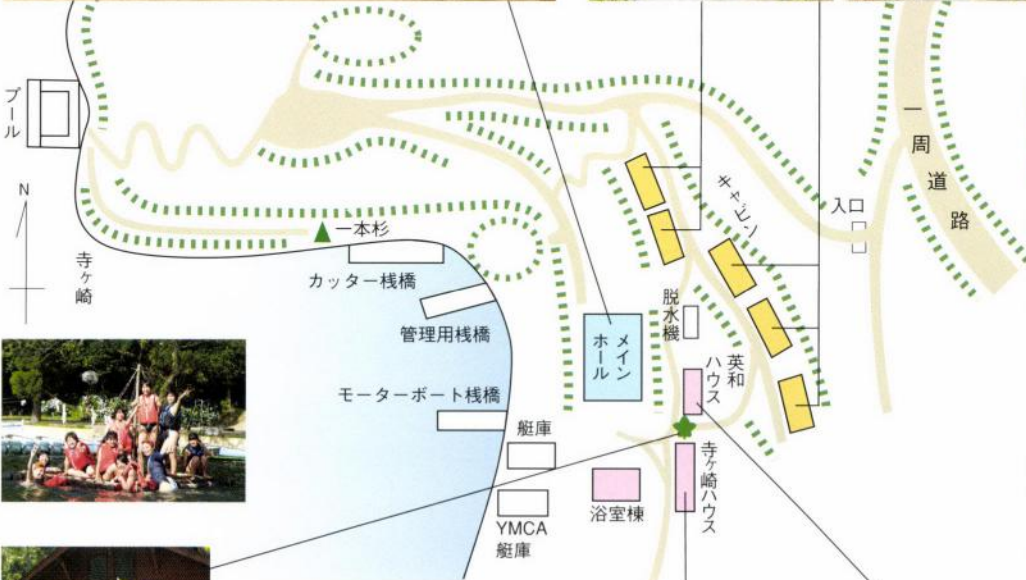 プール
N
寺ヶ崎
一本杉
カッター桟橋
管理用桟橋
モーターボート桟橋
艇庫
YMCA
艇庫
浴室棟
メイン
ホール
脱水機
英和
ハウス
寺ヶ崎ハウス
キャビン
入口
一周道路